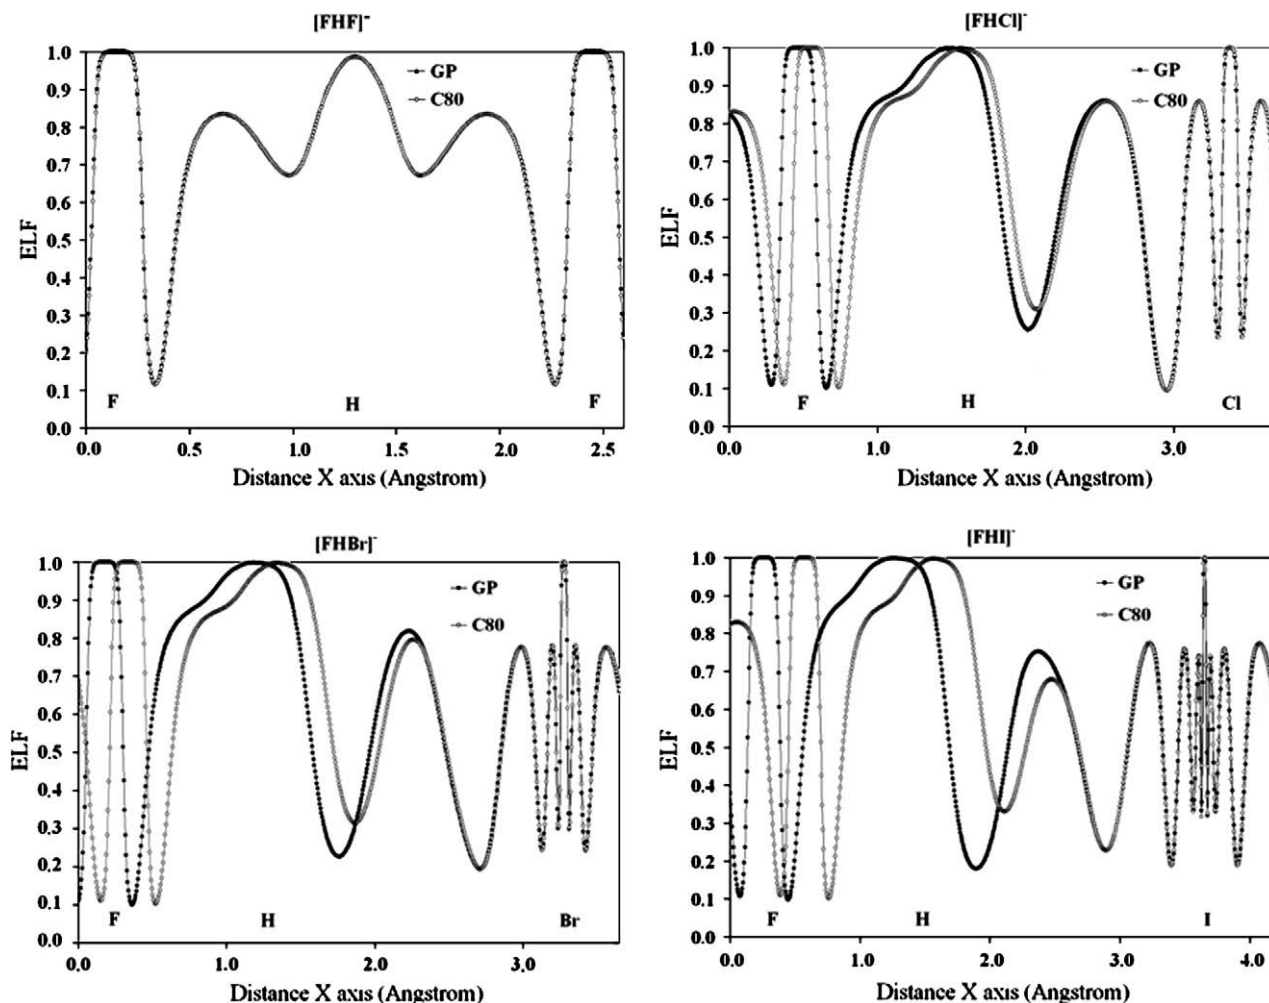 [FHF]⁻
1.0
0.9
0.8
0.7
0.6
0.5
0.4
0.3
0.2
0.1
0.0
ELF
GP
C80
F H F
0.0 0.5 1.0 1.5 2.0 2.5
Distance X axis (Angstrom)
[FHCl]⁻
1.0
0.9
0.8
0.7
0.6
0.5
0.4
0.3
0.2
0.1
0.0
ELF
GP
C80
F H Cl
0.0 1.0 2.0 3.0
Distance X axis (Angstrom)
[FHBr]⁻
1.0
0.9
0.8
0.7
0.6
0.5
0.4
0.3
0.2
0.1
0.0
ELF
GP
C80
F H Br
0.0 1.0 2.0 3.0
Distance X axis (Angstrom)
[FHI]⁻
1.0
0.9
0.8
0.7
0.6
0.5
0.4
0.3
0.2
0.1
0.0
ELF
GP
C80
F H I
0.0 1.0 2.0 3.0 4.0
Distance X axis (Angstrom)